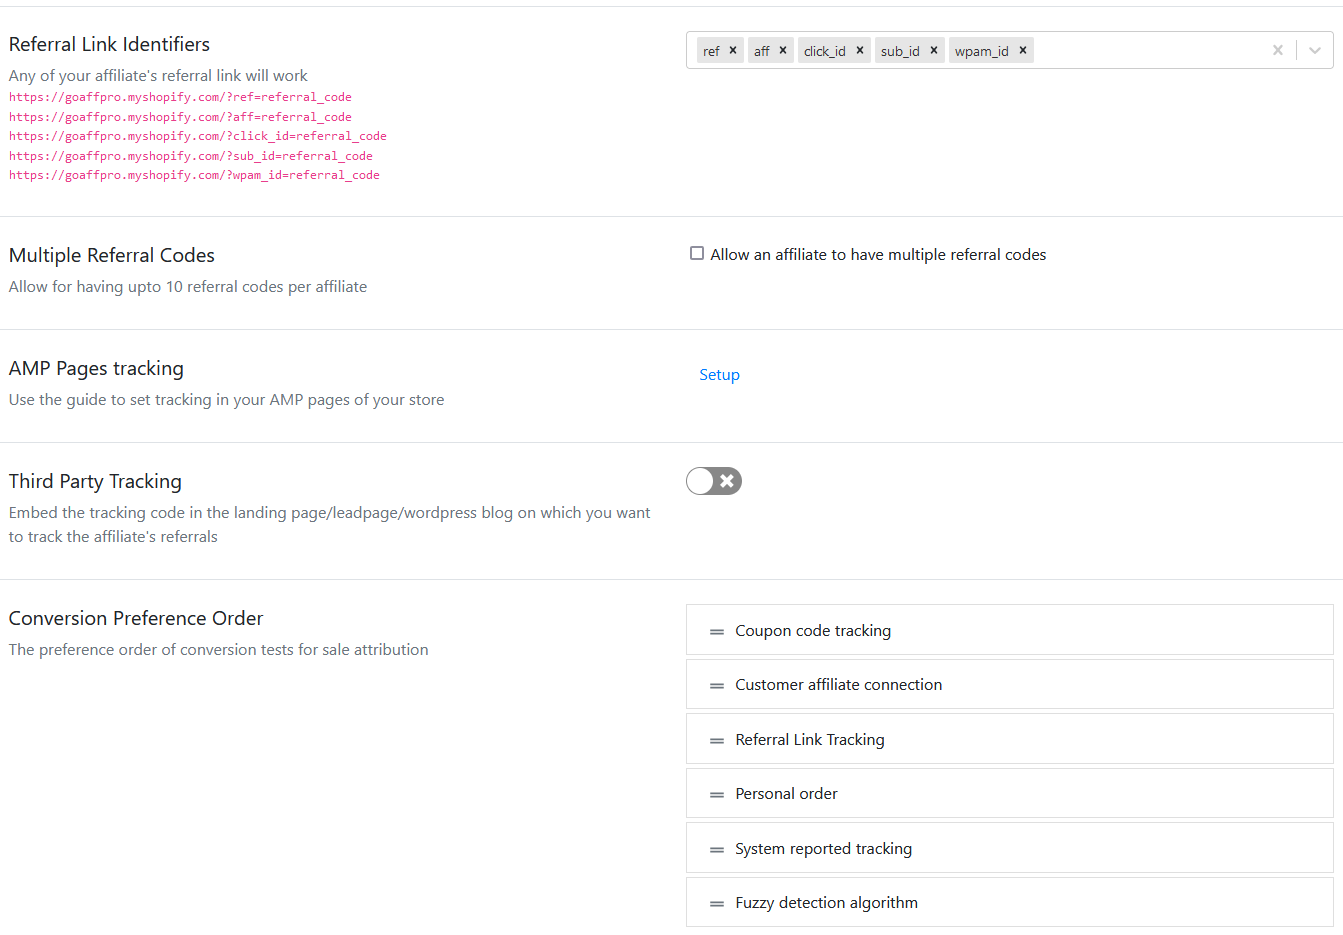 Referral Link Identifiers
Any of your affiliate's referral link will work
https://goaffpro.myshopify.com/?ref=referral_code
https://goaffpro.myshopify.com/?aff=referral_code
https://goaffpro.myshopify.com/?click_id=referral_code
https://goaffpro.myshopify.com/?sub_id=referral_code
https://goaffpro.myshopify.com/?wpam_id=referral_code
ref aff click_id sub_id wpam_id
Multiple Referral Codes
Allow for having upto 10 referral codes per affiliate
Allow an affiliate to have multiple referral codes
AMP Pages tracking
Use the guide to set tracking in your AMP pages of your store
Setup
Third Party Tracking
Embed the tracking code in the landing page/leadpage/wordpress blog on which you want
to track the affiliate's referrals
Conversion Preference Order
The preference order of conversion tests for sale attribution
Coupon code tracking
Customer affiliate connection
Referral Link Tracking
Personal order
System reported tracking
Fuzzy detection algorithm